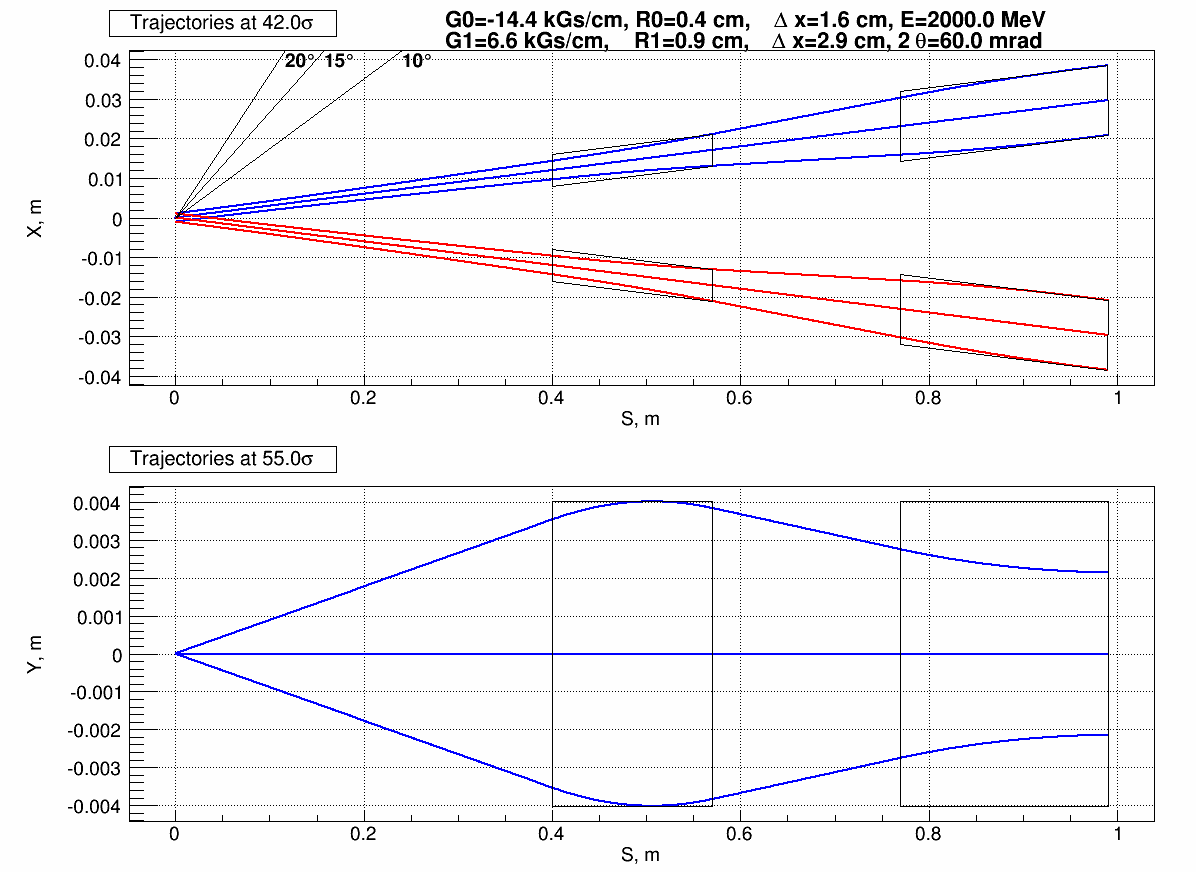 Trajectories at 42.0σ
G0=-14.4 kGs/cm, R0=0.4 cm, Δ x=1.6 cm, E=2000.0 MeV
G1=6.6 kGs/cm, R1=0.9 cm, Δ x=2.9 cm, 2 θ=60.0 mrad
20° 15° 10°
0.04
0.03
0.02
0.01
0
-0.01
-0.02
-0.03
-0.04
X, m
0 0.2 0.4 0.6 0.8 1
S, m
Trajectories at 55.0σ
0.004
0.003
0.002
0.001
0
-0.001
-0.002
-0.003
-0.004
Y, m
0 0.2 0.4 0.6 0.8 1
S, m